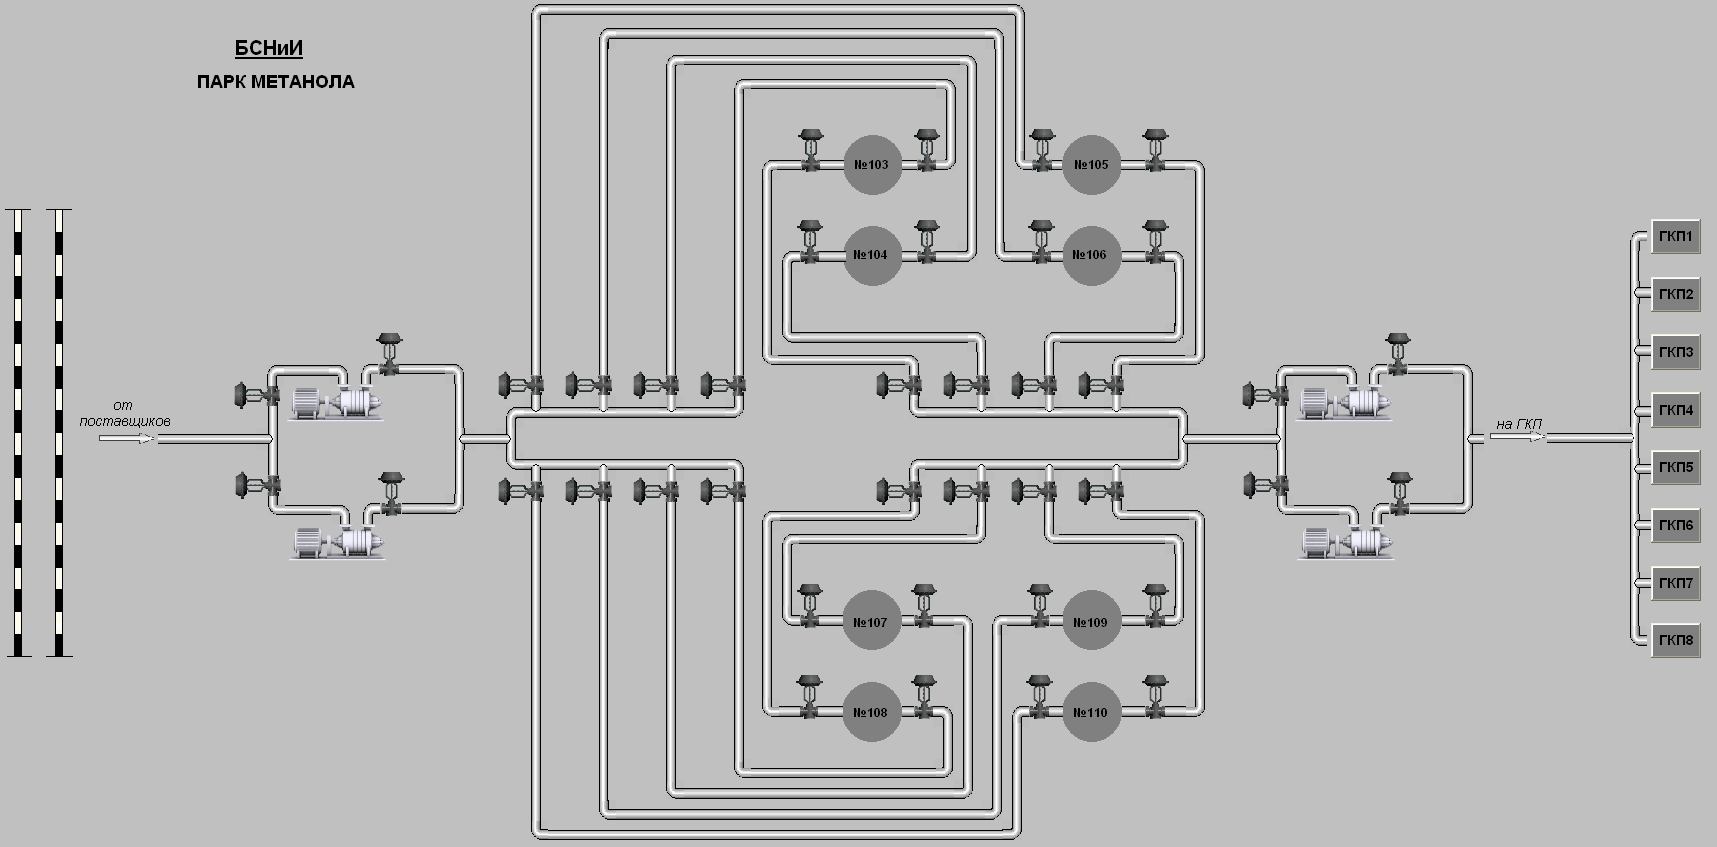 БСНиИ
ПАРК МЕТАНОЛА
№103
№105
№104
№106
от
поставщиков
на ГКП
ГКП1
ГКП2
ГКП3
ГКП4
ГКП5
ГКП6
ГКП7
ГКП8
№107
№109
№108
№110